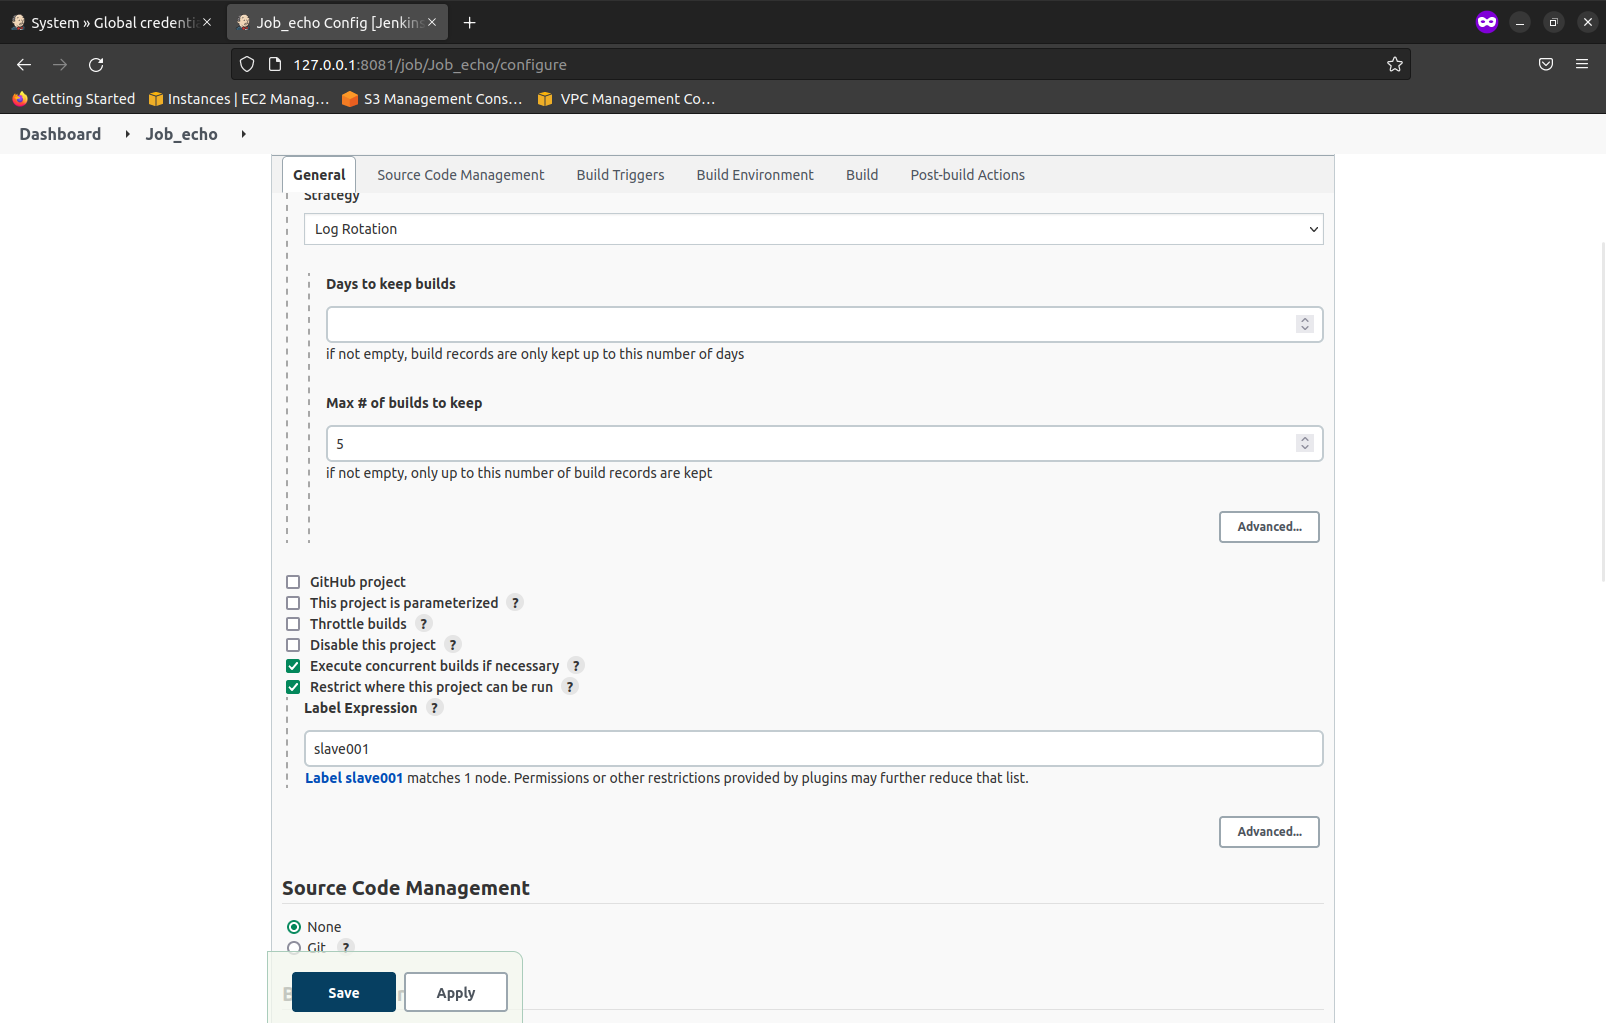 System » Global credentia
Job_echo Config [Jenkins
127.0.0.1:8081/job/Job_echo/configure
Getting Started
Instances | EC2 Manag…
S3 Management Cons…
VPC Management Co…
Dashboard
Job_echo
General
Source Code Management
Build Triggers
Build Environment
Build
Post-build Actions
Strategy
Log Rotation
Days to keep builds
if not empty, build records are only kept up to this number of days
Max # of builds to keep
5
if not empty, only up to this number of build records are kept
Advanced...
GitHub project
This project is parameterized ?
Throttle builds ?
Disable this project ?
Execute concurrent builds if necessary ?
Restrict where this project can be run ?
Label Expression ?
slave001
Label slave001 matches 1 node. Permissions or other restrictions provided by plugins may further reduce that list.
Advanced...
Source Code Management
None
Git ?
Save
Apply